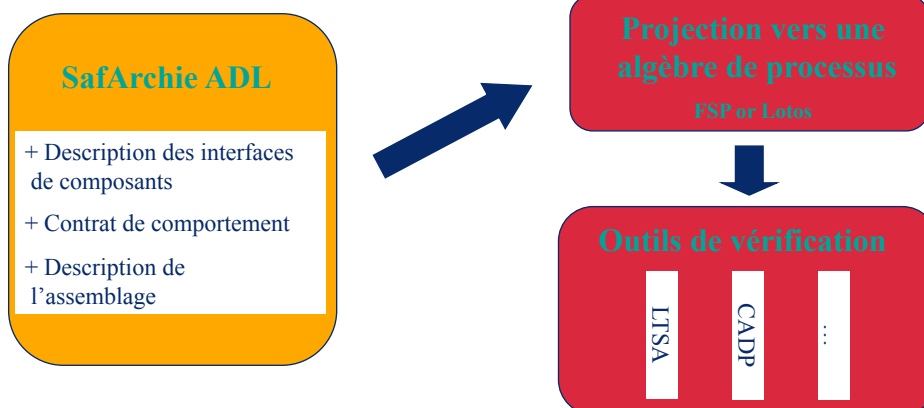 SafArchie ADL
+ Description des interfaces
de composants
+ Contrat de comportement
+ Description de
l’assemblage
Projection vers une
algèbre de processus
FSP or Lotos
Outils de vérification
LTSA
CADP
…